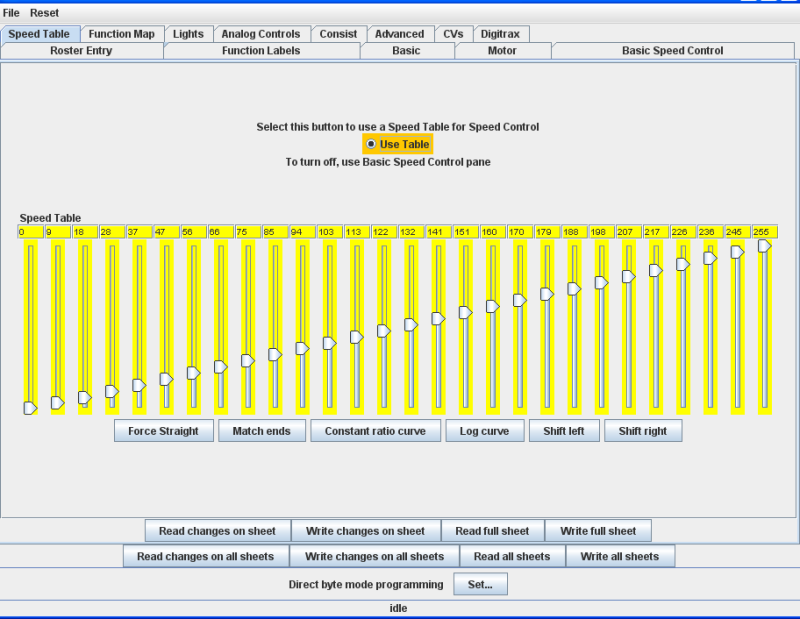 File Reset
Speed Table Function Map Lights Analog Controls Consist Advanced CVs Digitrax
Roster Entry Function Labels Basic Motor Basic Speed Control
Select this button to use a Speed Table for Speed Control
Use Table
To turn off, use Basic Speed Control pane
Speed Table
0 9 18 28 37 47 56 66 75 85 94 103 113 122 132 141 151 160 170 179 188 198 207 217 226 236 245 255
Force Straight Match ends Constant ratio curve Log curve Shift left Shift right
Read changes on sheet Write changes on sheet Read full sheet Write full sheet
Read changes on all sheets Write changes on all sheets Read all sheets Write all sheets
Direct byte mode programming Set...
idle